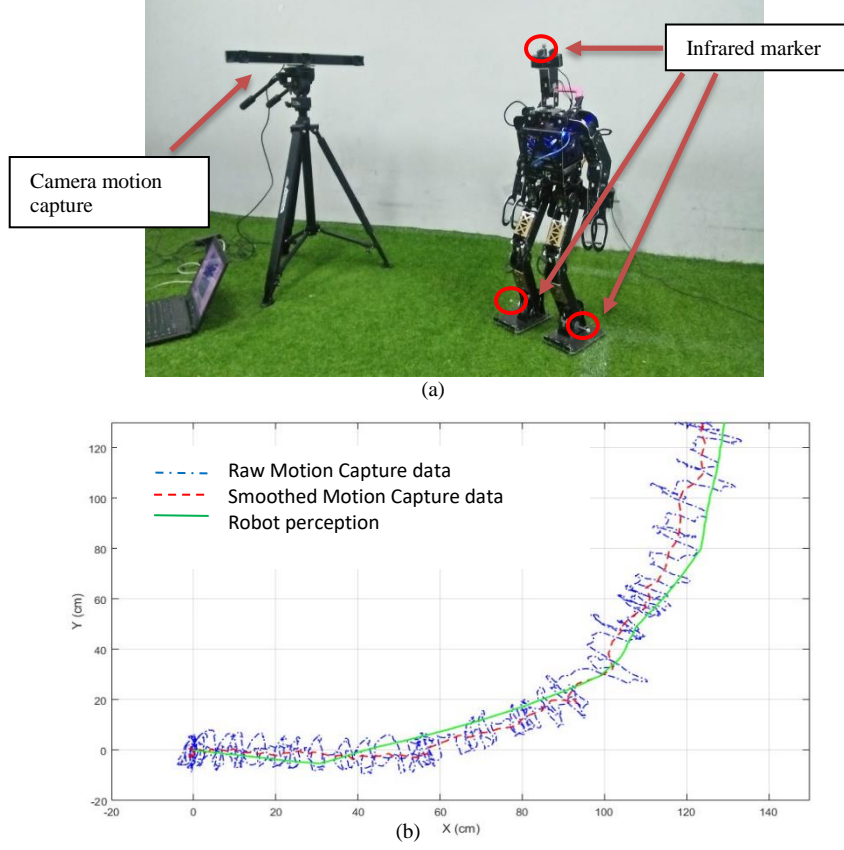 Infrared marker
Camera motion
capture
(a)
Raw Motion Capture data
Smoothed Motion Capture data
Robot perception
120
100
80
60
40
20
0
-20
Y (cm)
-20 0 20 40 60 80 100 120 140
X (cm)
(b)